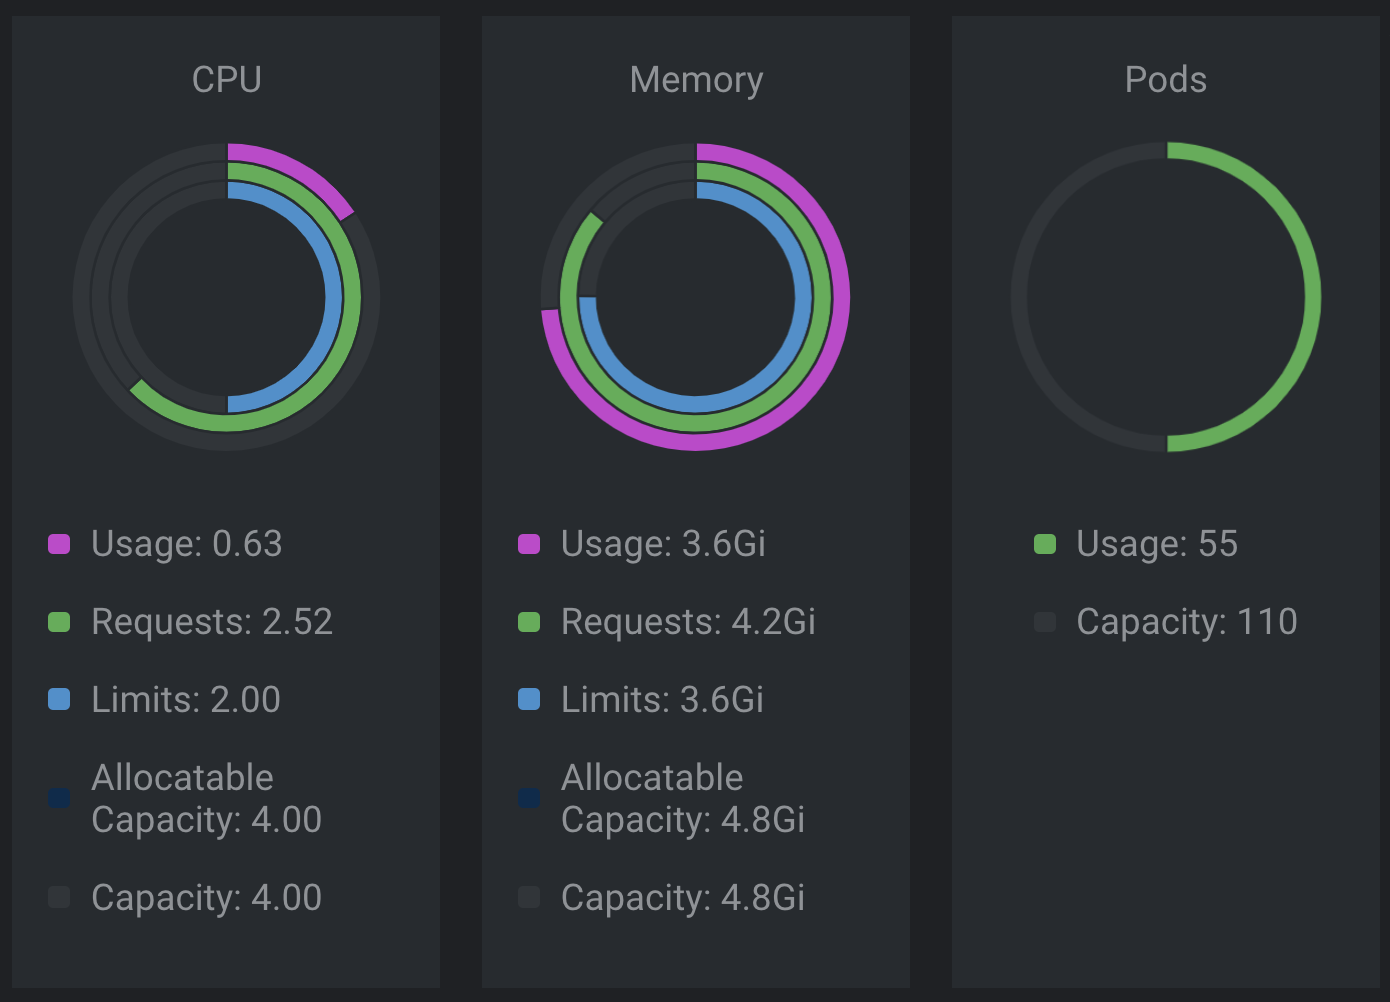 CPU
Usage: 0.63
Requests: 2.52
Limits: 2.00
Allocatable
Capacity: 4.00
Capacity: 4.00
Memory
Usage: 3.6Gi
Requests: 4.2Gi
Limits: 3.6Gi
Allocatable
Capacity: 4.8Gi
Capacity: 4.8Gi
Pods
Usage: 55
Capacity: 110